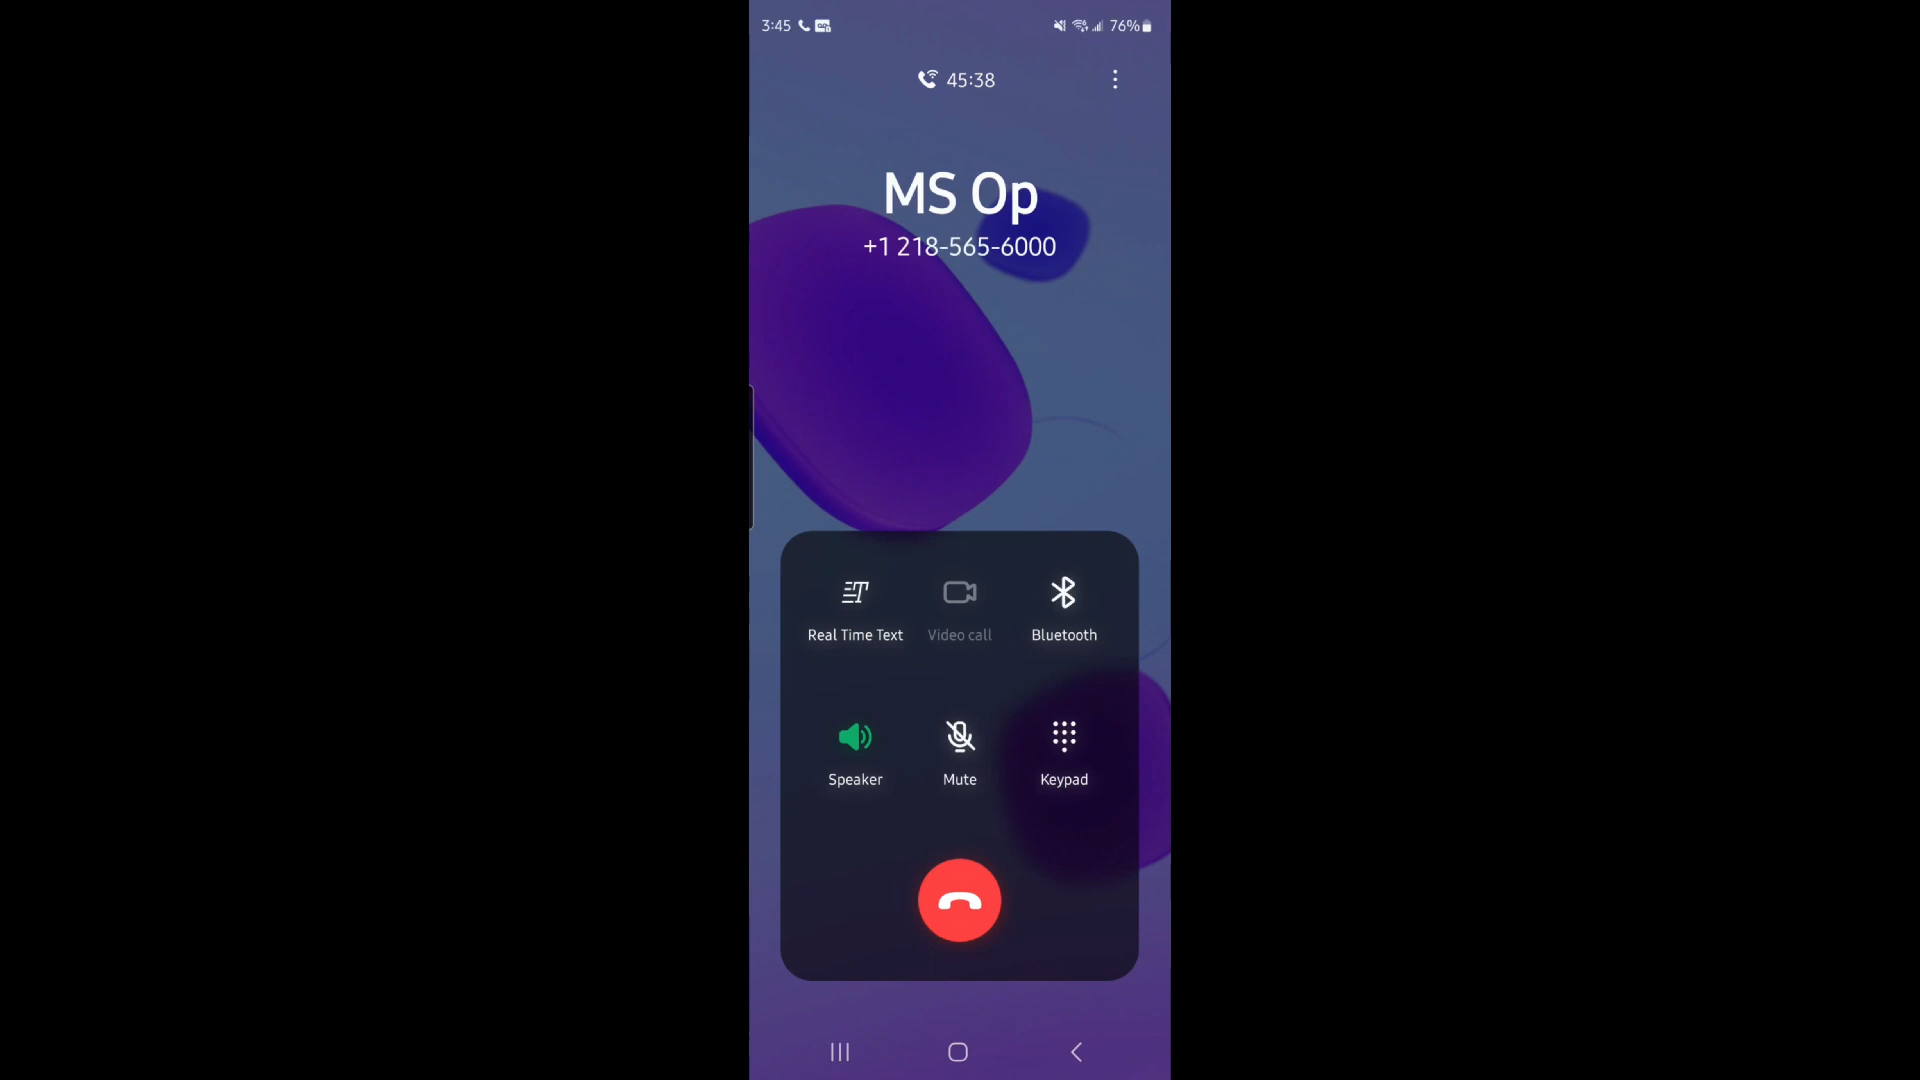 3:45 76%
45:38
MS Op
+1 218-565-6000
Real Time Text Video call Bluetooth
Speaker Mute Keypad